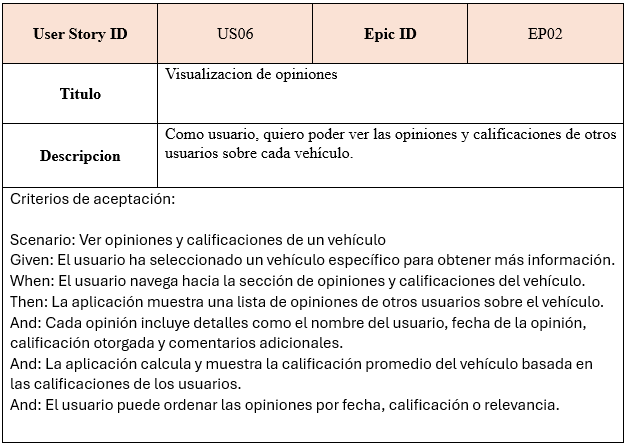 User Story ID US06 Epic ID EP02
Titulo
Visualizacion de opiniones
Descripcion
Como usuario, quiero poder ver las opiniones y calificaciones de otros
usuarios sobre cada vehículo.
Criterios de aceptación:
Scenario: Ver opiniones y calificaciones de un vehículo
Given: El usuario ha seleccionado un vehículo específico para obtener más información.
When: El usuario navega hacia la sección de opiniones y calificaciones del vehículo.
Then: La aplicación muestra una lista de opiniones de otros usuarios sobre el vehículo.
And: Cada opinión incluye detalles como el nombre del usuario, fecha de la opinión,
calificación otorgada y comentarios adicionales.
And: La aplicación calcula y muestra la calificación promedio del vehículo basada en
las calificaciones de los usuarios.
And: El usuario puede ordenar las opiniones por fecha, calificación o relevancia.